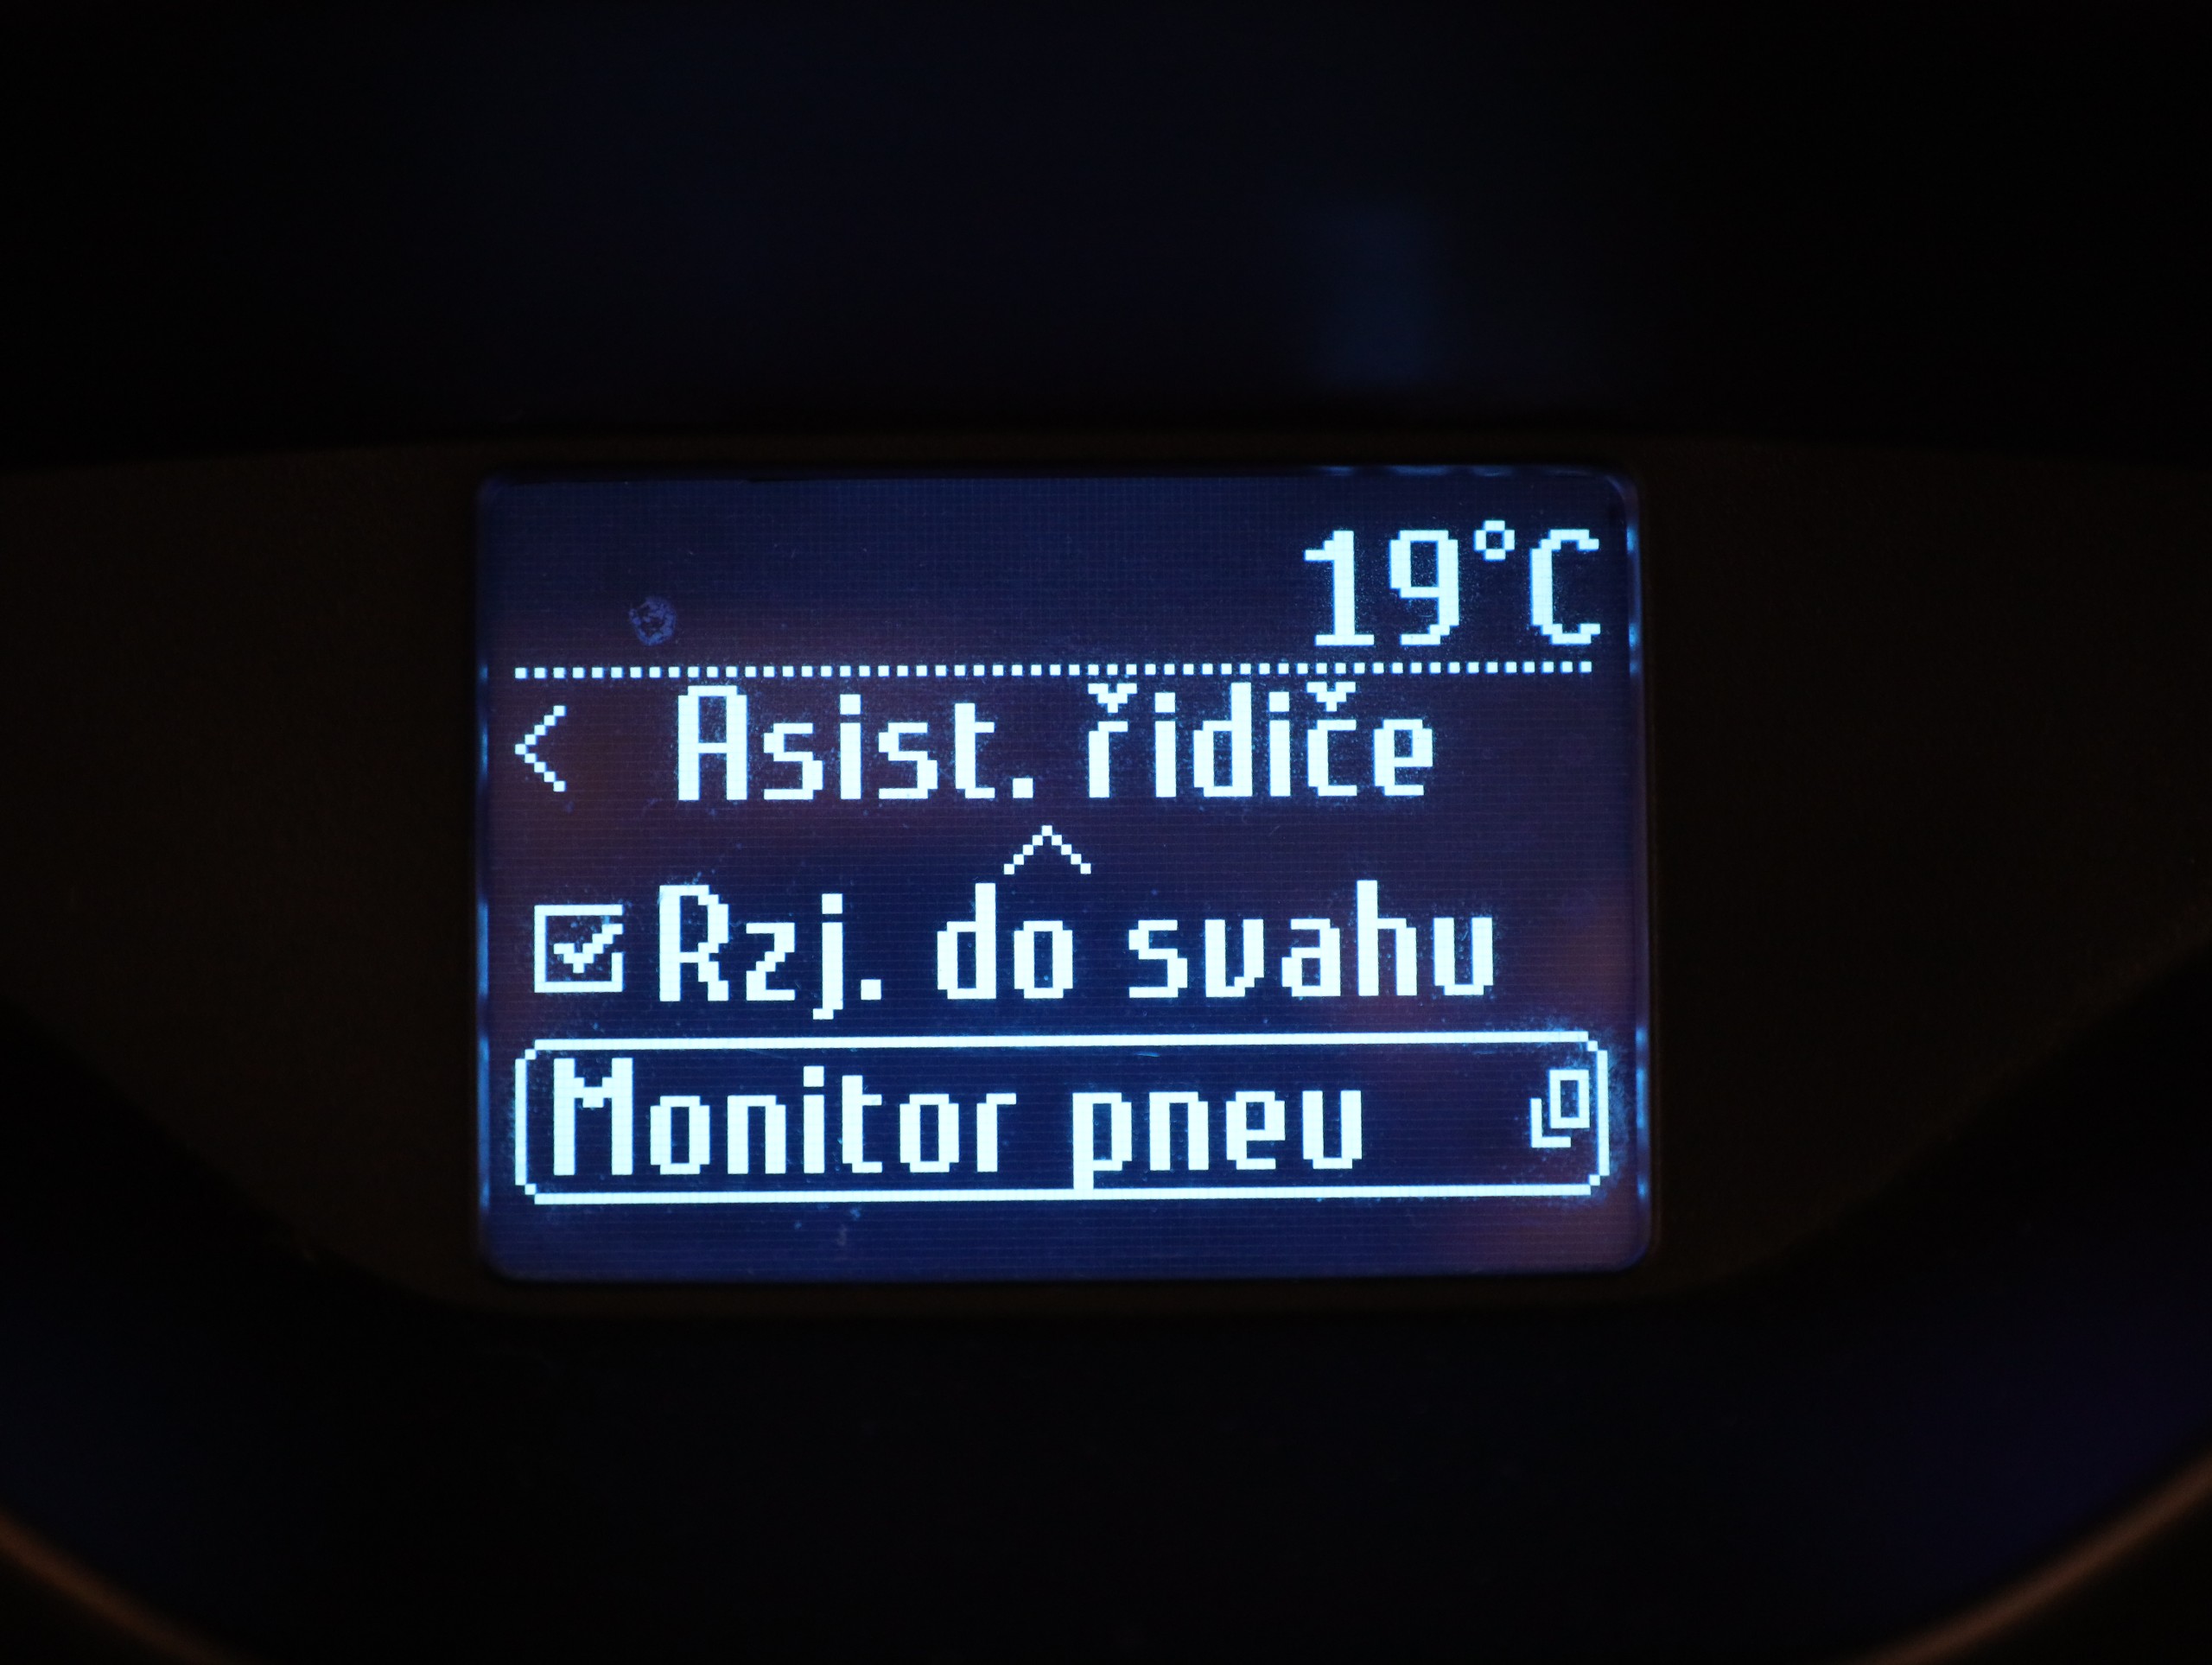 19°C
< Asist. řidiče
Rzj. do svahu
Monitor pneu